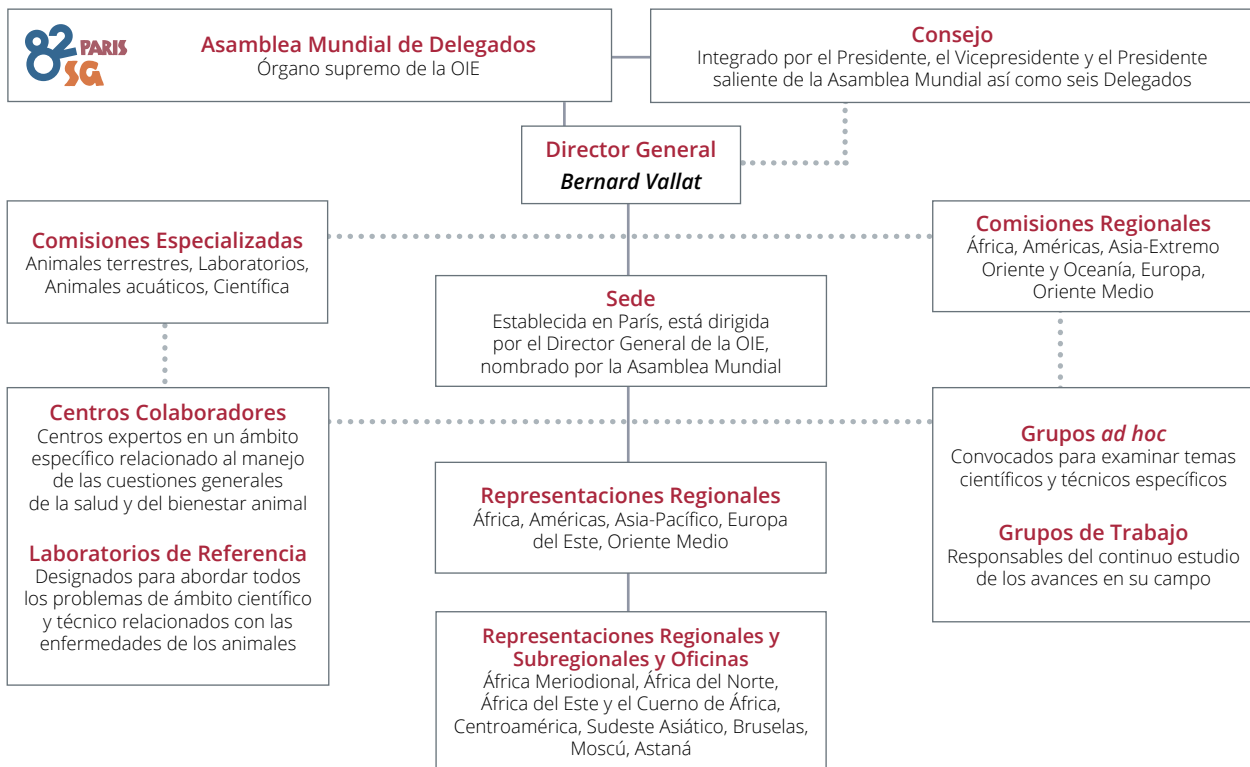 82 PARIS
SG
Asamblea Mundial de Delegados
Órgano supremo de la OIE
Consejo
Integrado por el Presidente, el Vicepresidente y el Presidente
saliente de la Asamblea Mundial así como seis Delegados
Director General
Bernard Vallat
Comisiones Especializadas
Animales terrestres, Laboratorios,
Animales acuáticos, Científica
Comisiones Regionales
África, Américas, Asia-Extremo
Oriente y Oceanía, Europa,
Oriente Medio
Sede
Establecida en París, está dirigida
por el Director General de la OIE,
nombrado por la Asamblea Mundial
Centros Colaboradores
Centros expertos en un ámbito
específico relacionado al manejo
de las cuestiones generales
de la salud y del bienestar animal
Laboratorios de Referencia
Designados para abordar todos
los problemas de ámbito científico
y técnico relacionados con las
enfermedades de los animales
Grupos ad hoc
Convocados para examinar temas
científicos y técnicos específicos
Grupos de Trabajo
Responsables del continuo estudio
de los avances en su campo
Representaciones Regionales
África, Américas, Asia-Pacífico, Europa
del Este, Oriente Medio
Representaciones Regionales y
Subregionales y Oficinas
África Meriodional, África del Norte,
África del Este y el Cuerno de África,
Centroamérica, Sudeste Asiático, Bruselas,
Moscú, Astaná